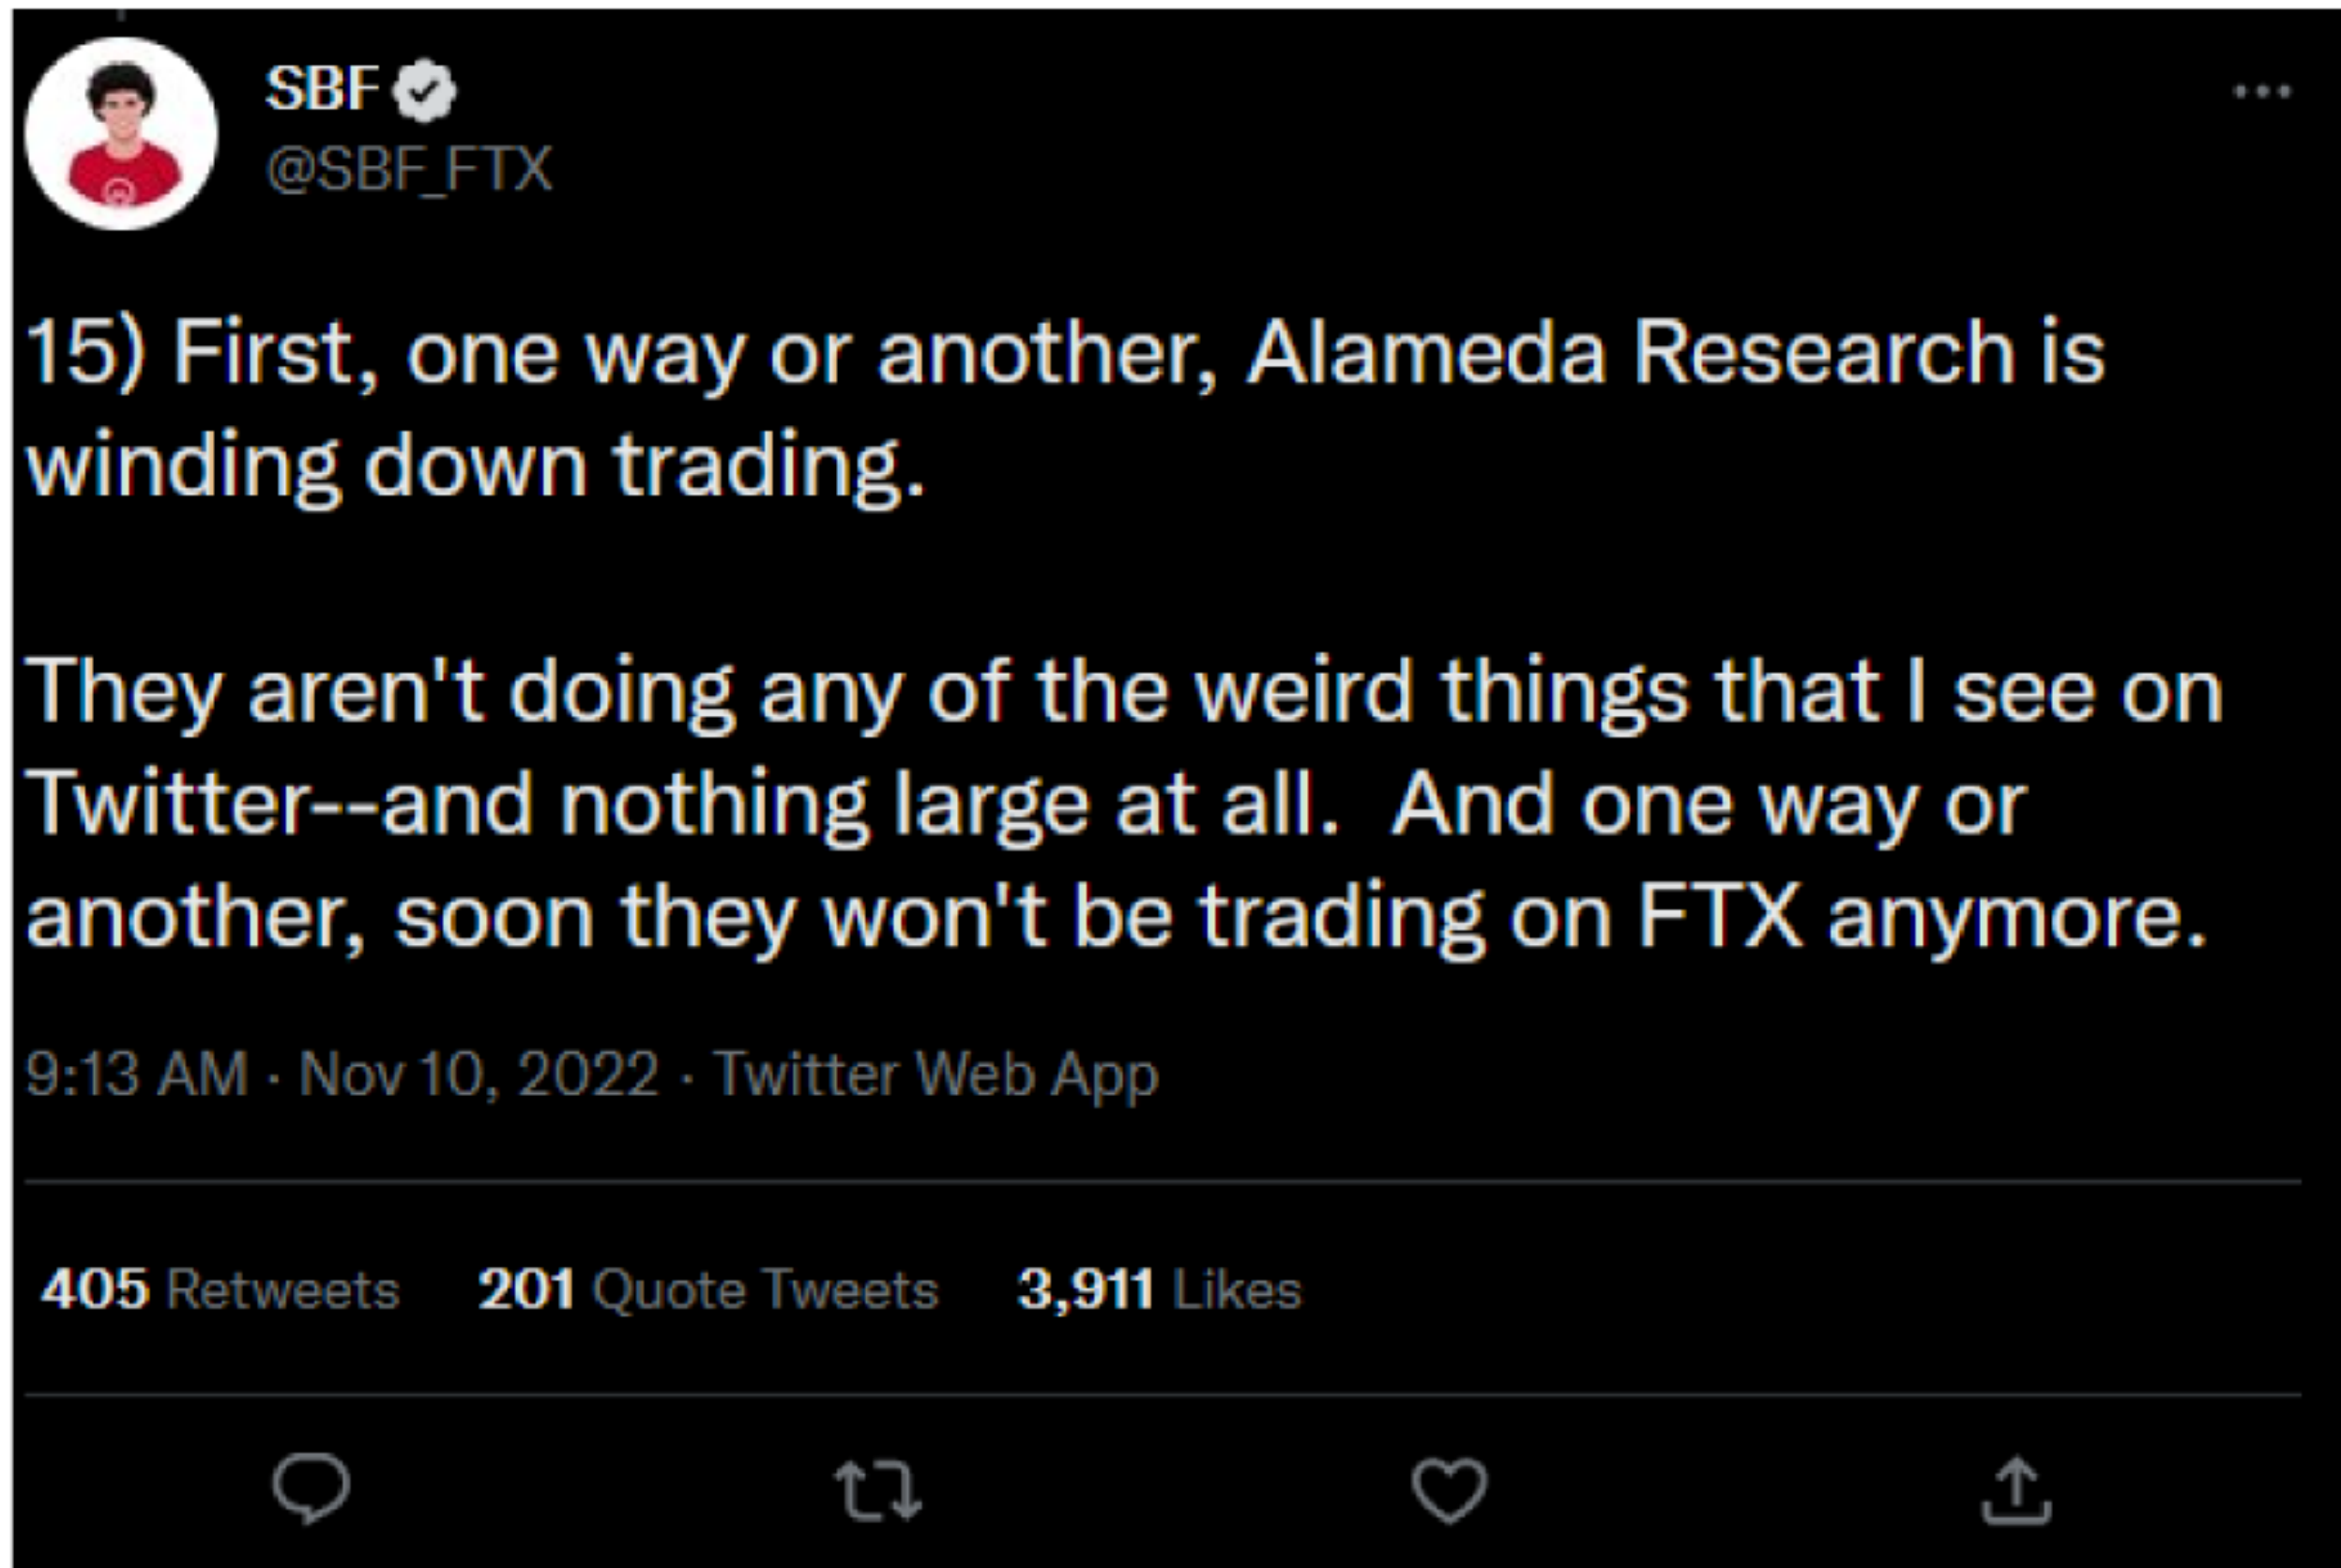 SBF
@SBF_FTX
15) First, one way or another, Alameda Research is
winding down trading.
They aren't doing any of the weird things that I see on
Twitter--and nothing large at all.  And one way or
another, soon they won't be trading on FTX anymore.
9:13 AM · Nov 10, 2022 · Twitter Web App
405 Retweets 201 Quote Tweets 3,911 Likes